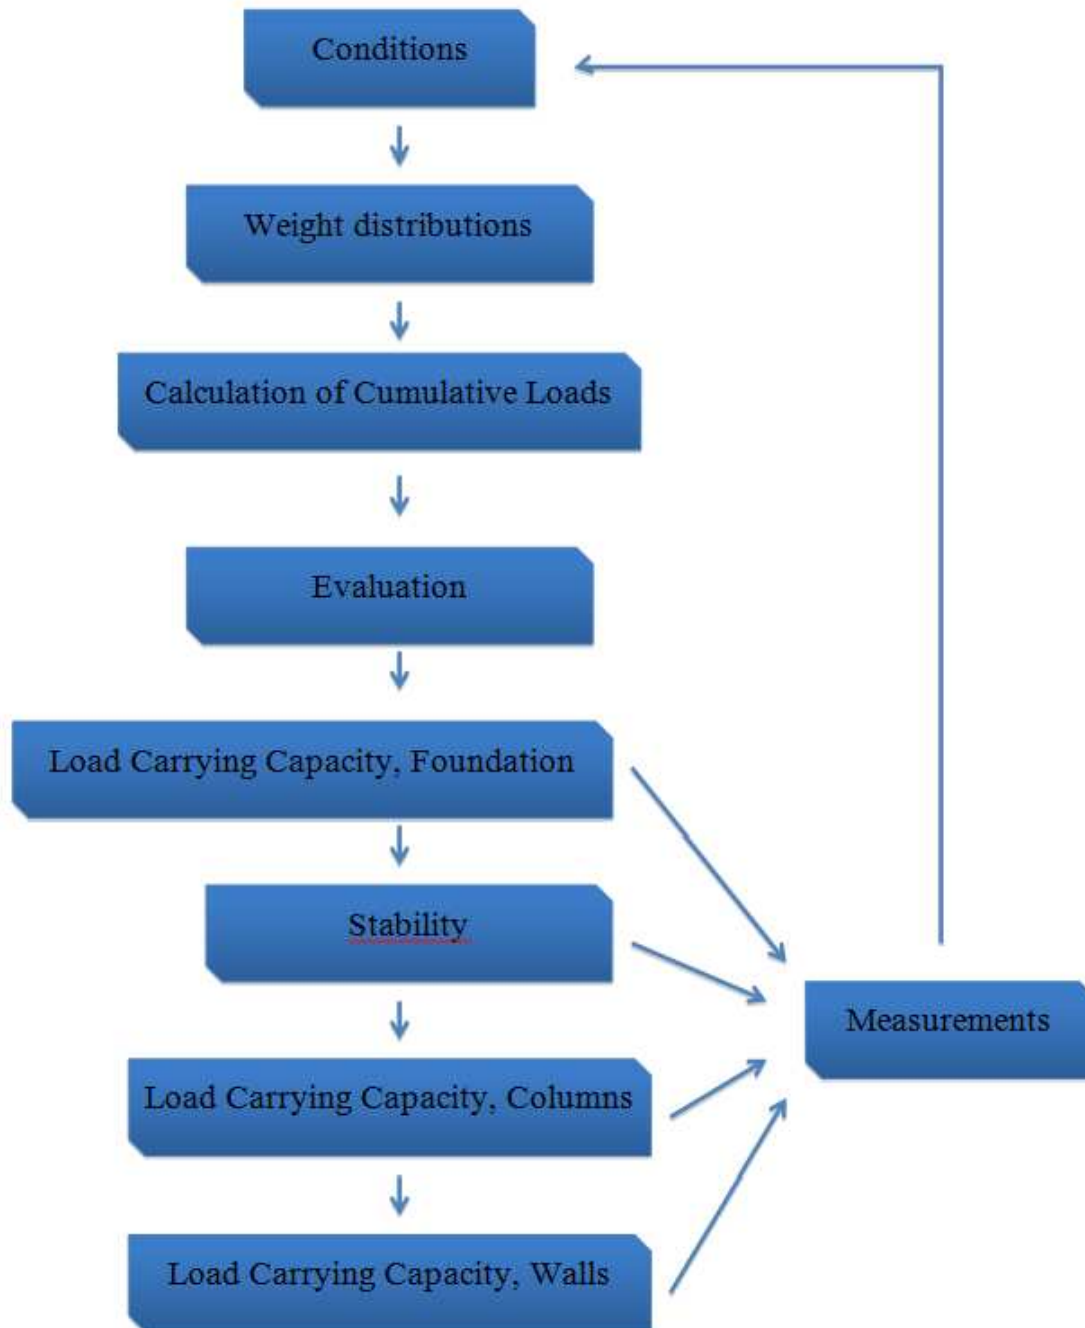 Conditions
Weight distributions
Calculation of Cumulative Loads
Evaluation
Load Carrying Capacity, Foundation
Stability
Measurements
Load Carrying Capacity, Columns
Load Carrying Capacity, Walls